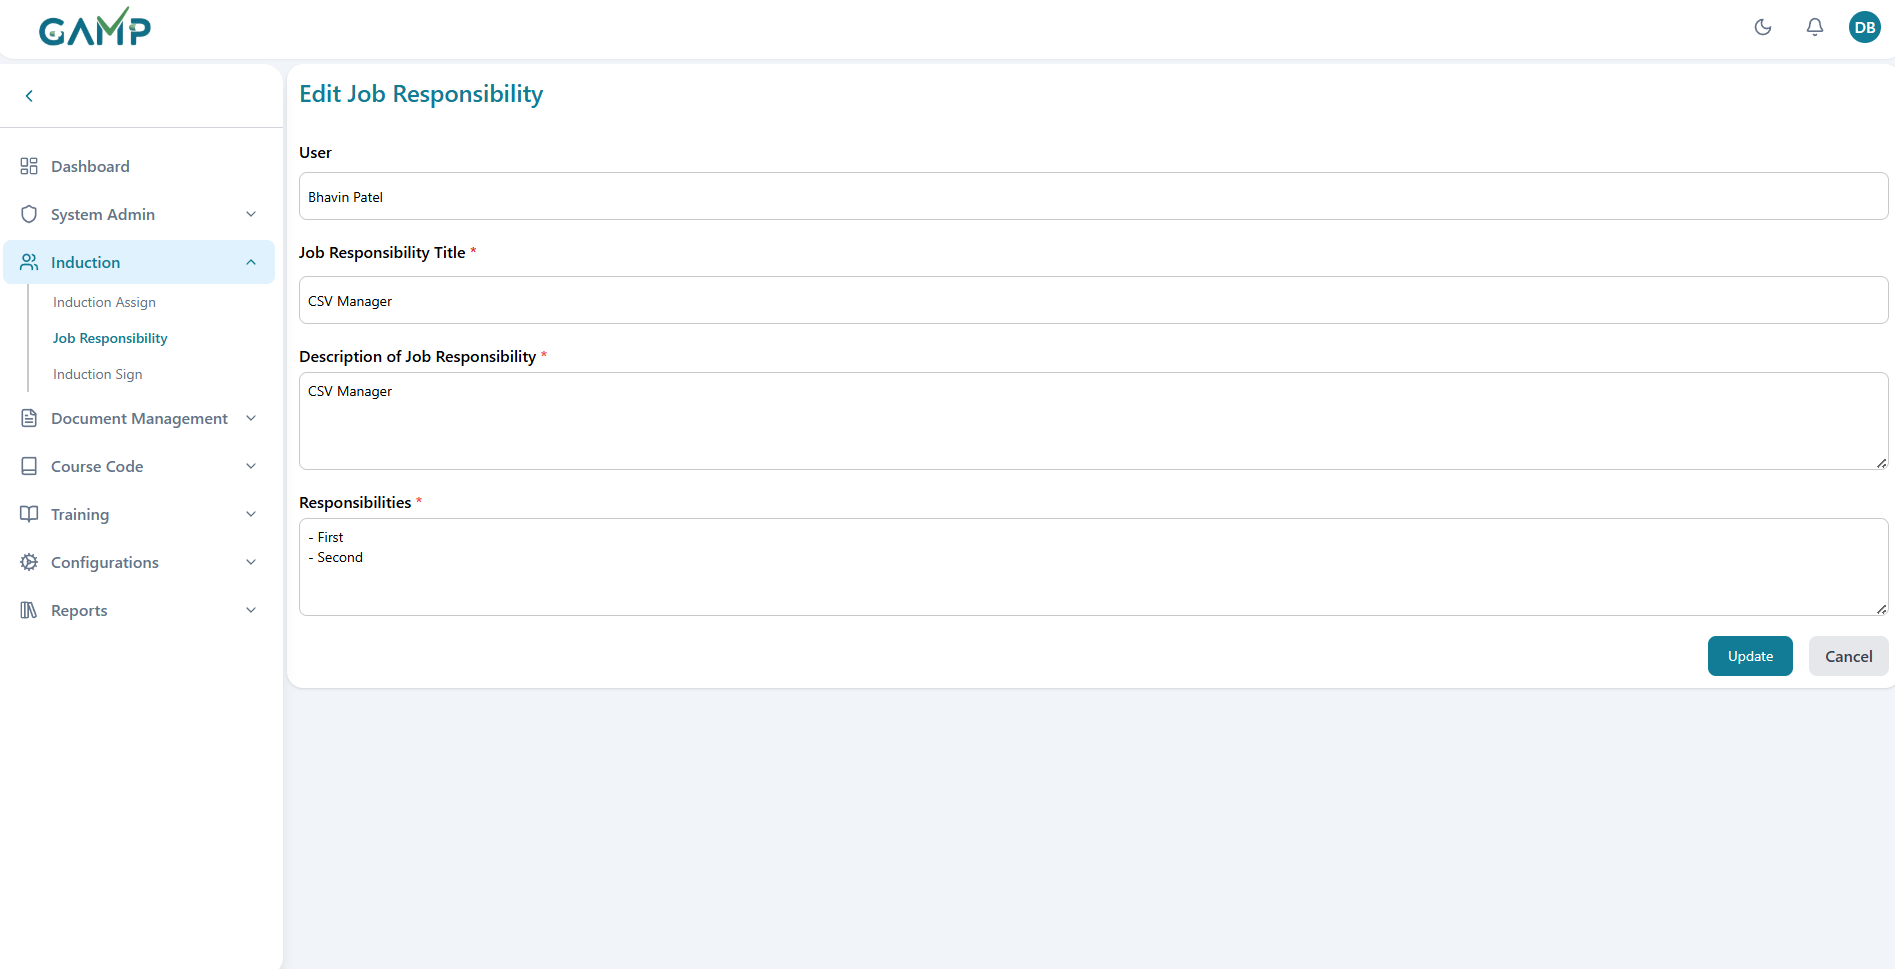 GAMP
DB
Edit Job Responsibility
Dashboard
System Admin
Induction
Induction Assign
Job Responsibility
Induction Sign
Document Management
Course Code
Training
Configurations
Reports
User
Bhavin Patel
Job Responsibility Title *
CSV Manager
Description of Job Responsibility *
CSV Manager
Responsibilities *
- First
- Second
Update
Cancel